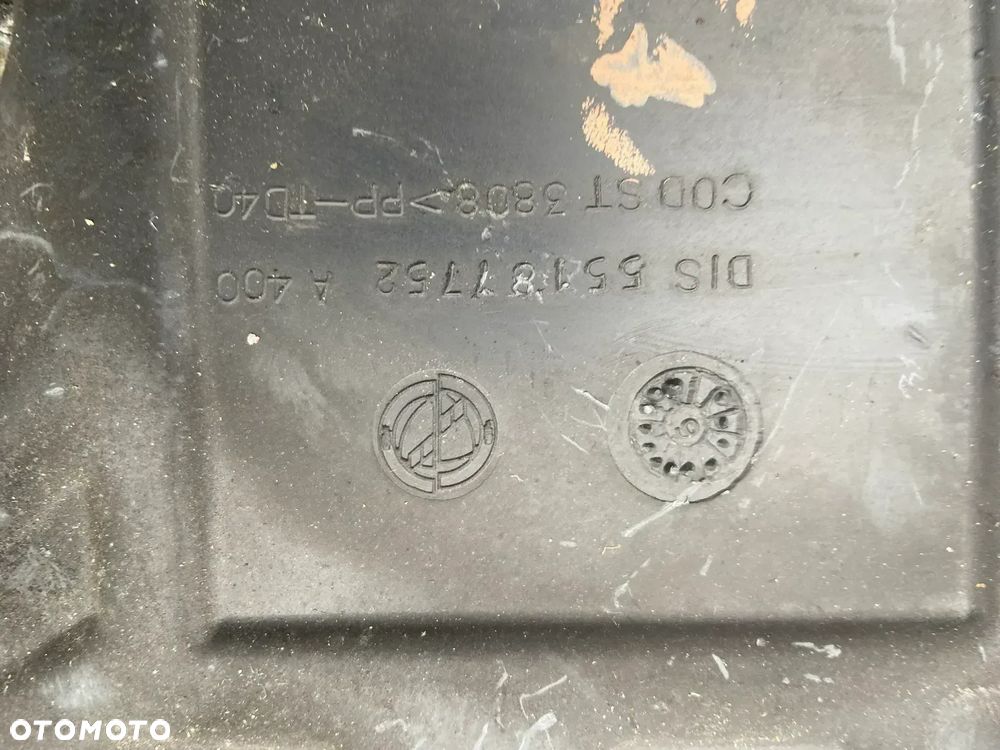 DIS 55187752 A 400
COD ST 3808 >PP-TD40
OTOMOTO